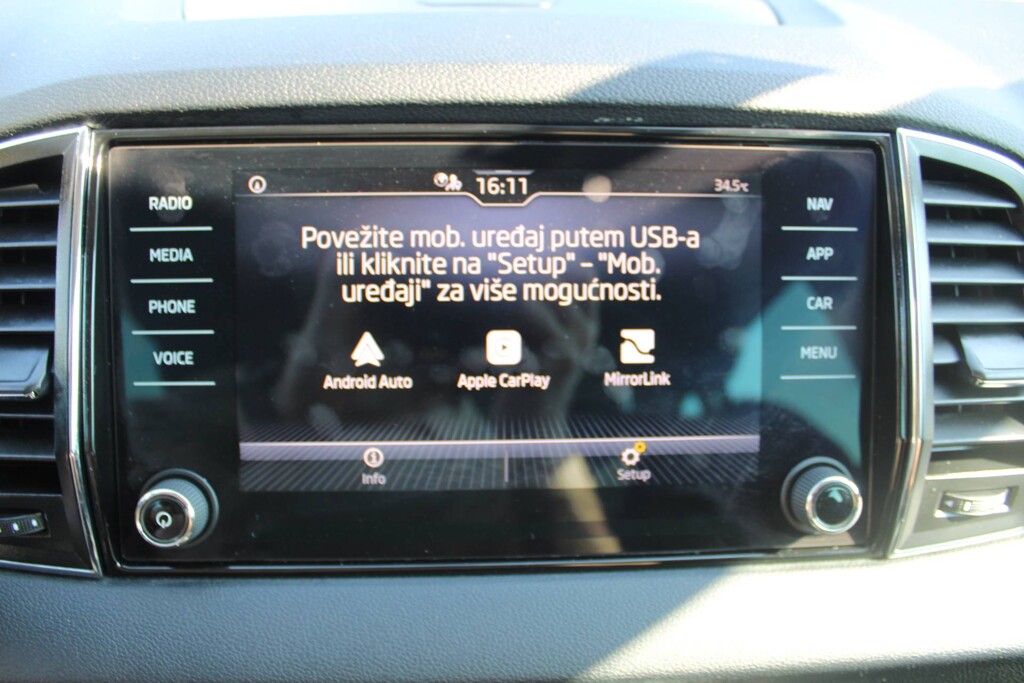 16:11
34.5°C
RADIO
MEDIA
PHONE
VOICE
Povežite mob. uređaj putem USB-a
ili kliknite na "Setup" – "Mob.
uređaji" za više mogućnosti.
Android Auto
Apple CarPlay
MirrorLink
Info
Setup
NAV
APP
CAR
MENU